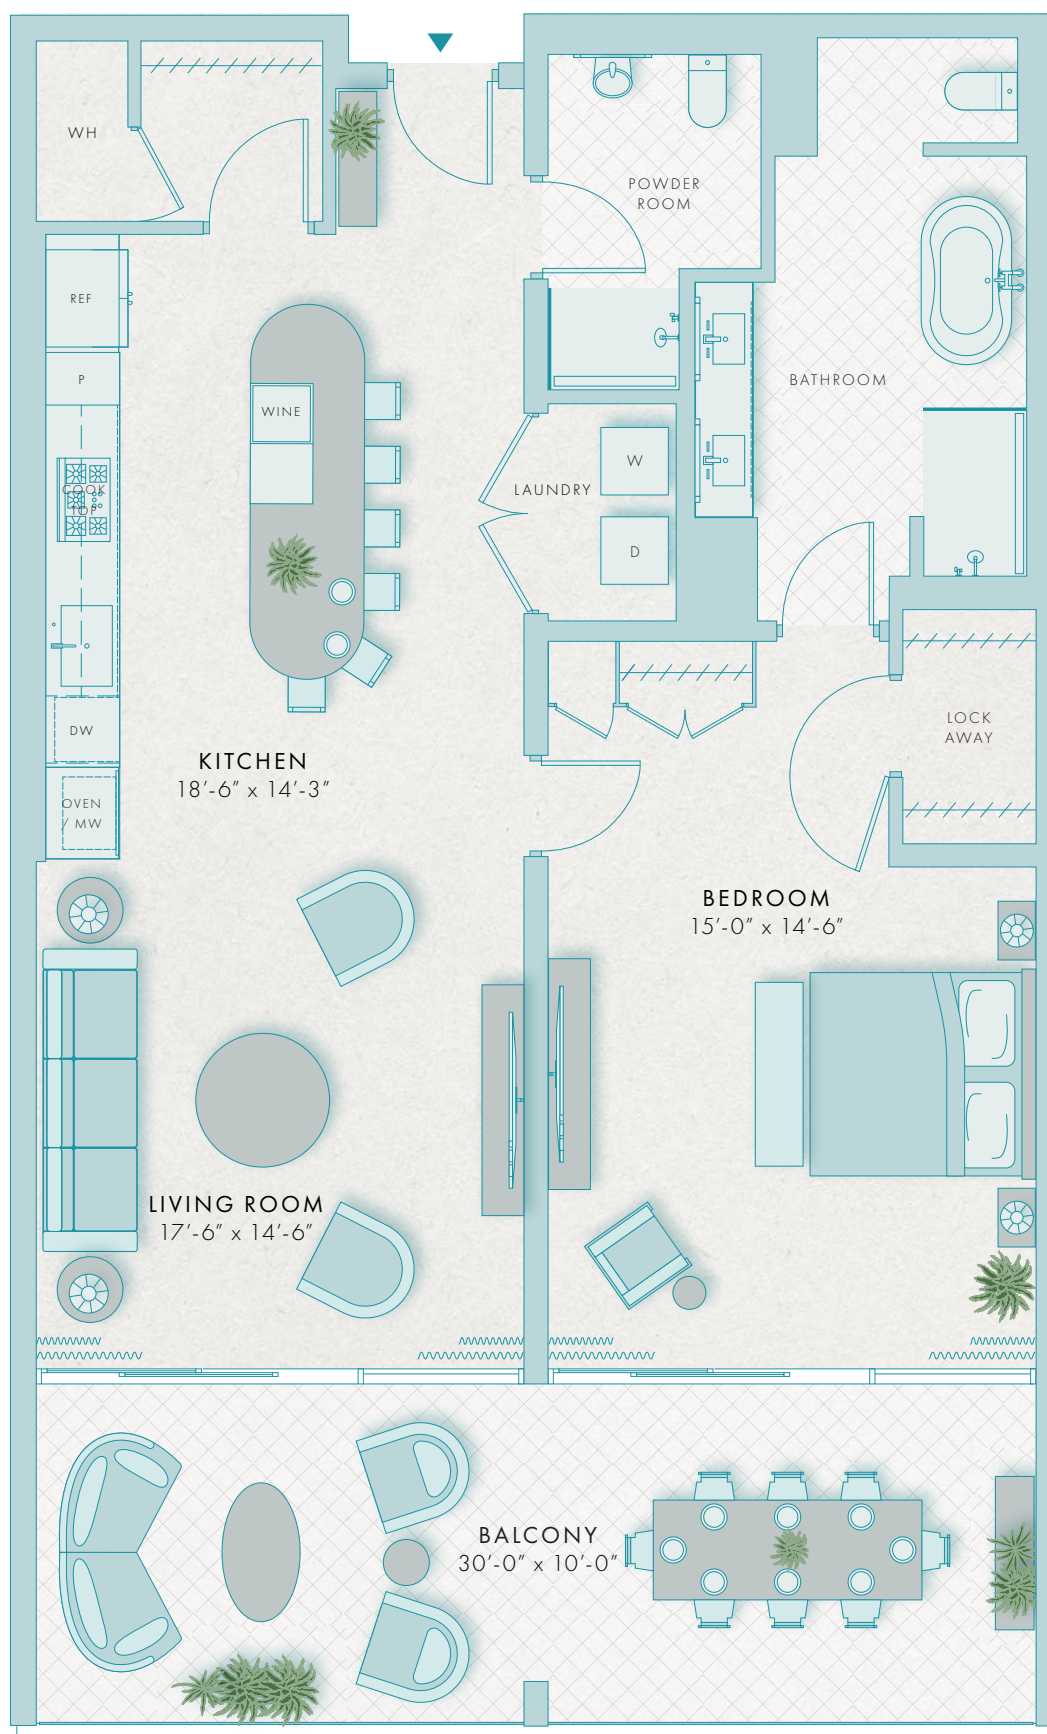 WH
POWDER
ROOM
REF
P
BATHROOM
WINE
COOK
TOP
W
LAUNDRY
D
DW
LOCK
AWAY
KITCHEN
18’-6” x 14’-3”
OVEN
/ MW
BEDROOM
15’-0” x 14’-6”
LIVING ROOM
17’-6” x 14’-6”
BALCONY
30’-0” x 10’-0”